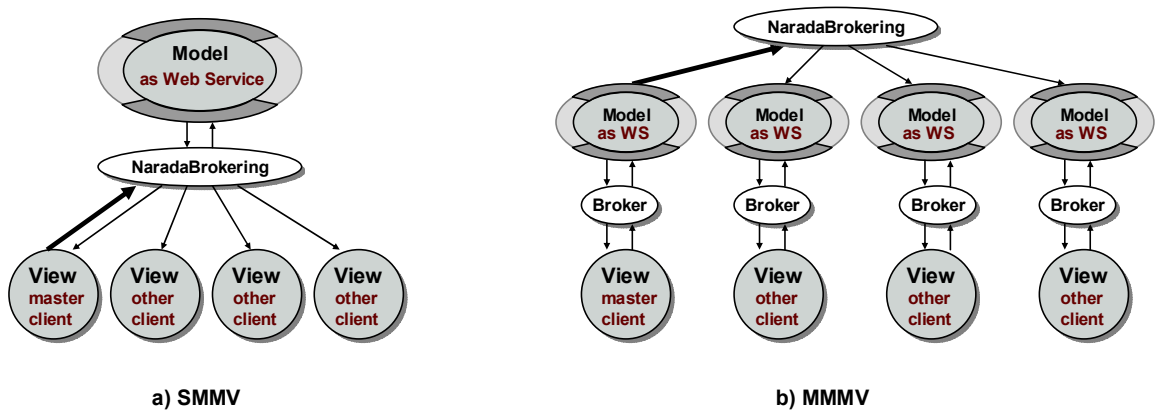 Model
as Web Service
NaradaBrokering
View
master
client
View
other
client
View
other
client
View
other
client
a) SMMV
NaradaBrokering
Model
as WS
Model
as WS
Model
as WS
Model
as WS
Broker
Broker
Broker
Broker
View
master
client
View
other
client
View
other
client
View
other
client
b) MMMV